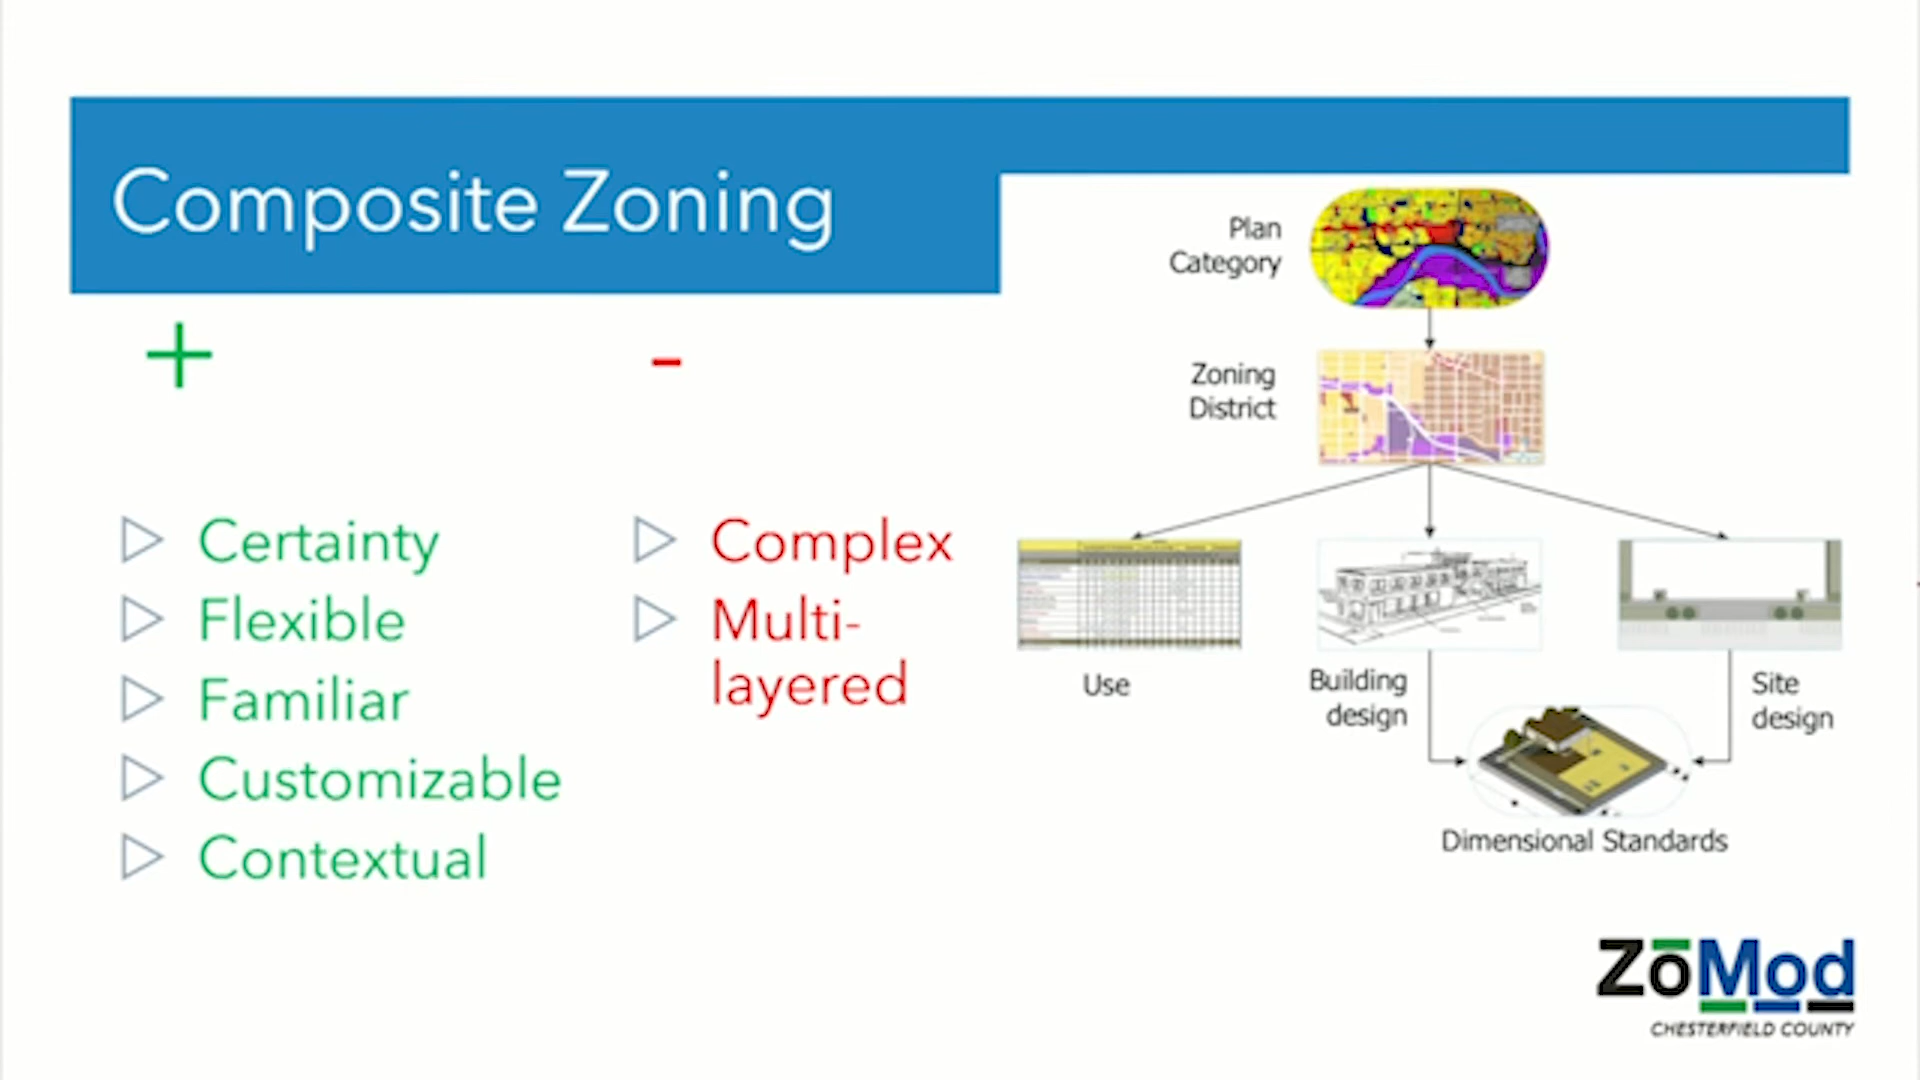 Composite Zoning
+
-
Certainty
Flexible
Familiar
Customizable
Contextual
Complex
Multi-
layered
Plan
Category
Zoning
District
Use
Building
design
Site
design
Dimensional Standards
ZōMod
CHESTERFIELD COUNTY